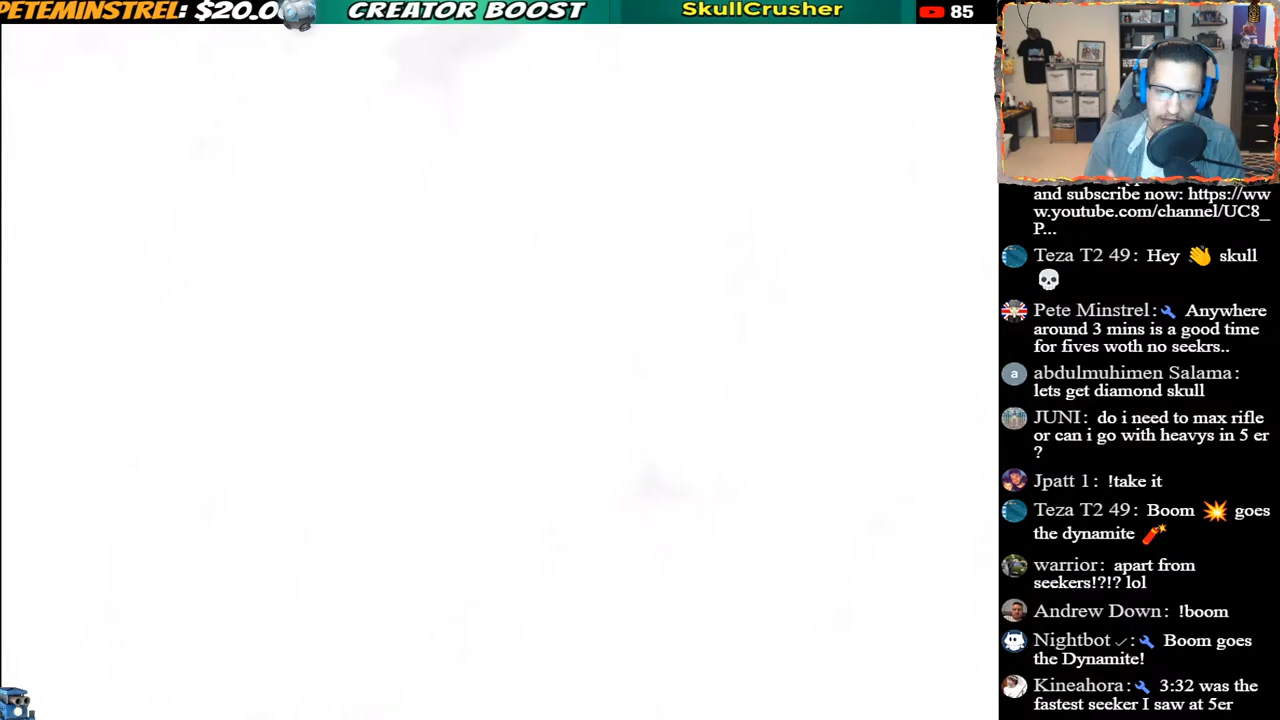 PETEMINSTREL: $20.0
CREATOR BOOST
SkullCrusher
85
and subscribe now: https://ww
w.youtube.com/channel/UC8_
P...
Teza T2 49: Hey 👋 skull
💀
Pete Minstrel: Anywhere
around 3 mins is a good time
for fives woth no seekrs..
abdulmuhimen Salama:
lets get diamond skull
JUNI: do i need to max rifle
or can i go with heavys in 5 er
?
Jpatt 1: !take it
Teza T2 49: Boom 💥 goes
the dynamite 🧨
warrior: apart from
seekers!?!? lol
Andrew Down: !boom
Nightbot ✓: Boom goes
the Dynamite!
Kineahora: 3:32 was the
fastest seeker I saw at 5er